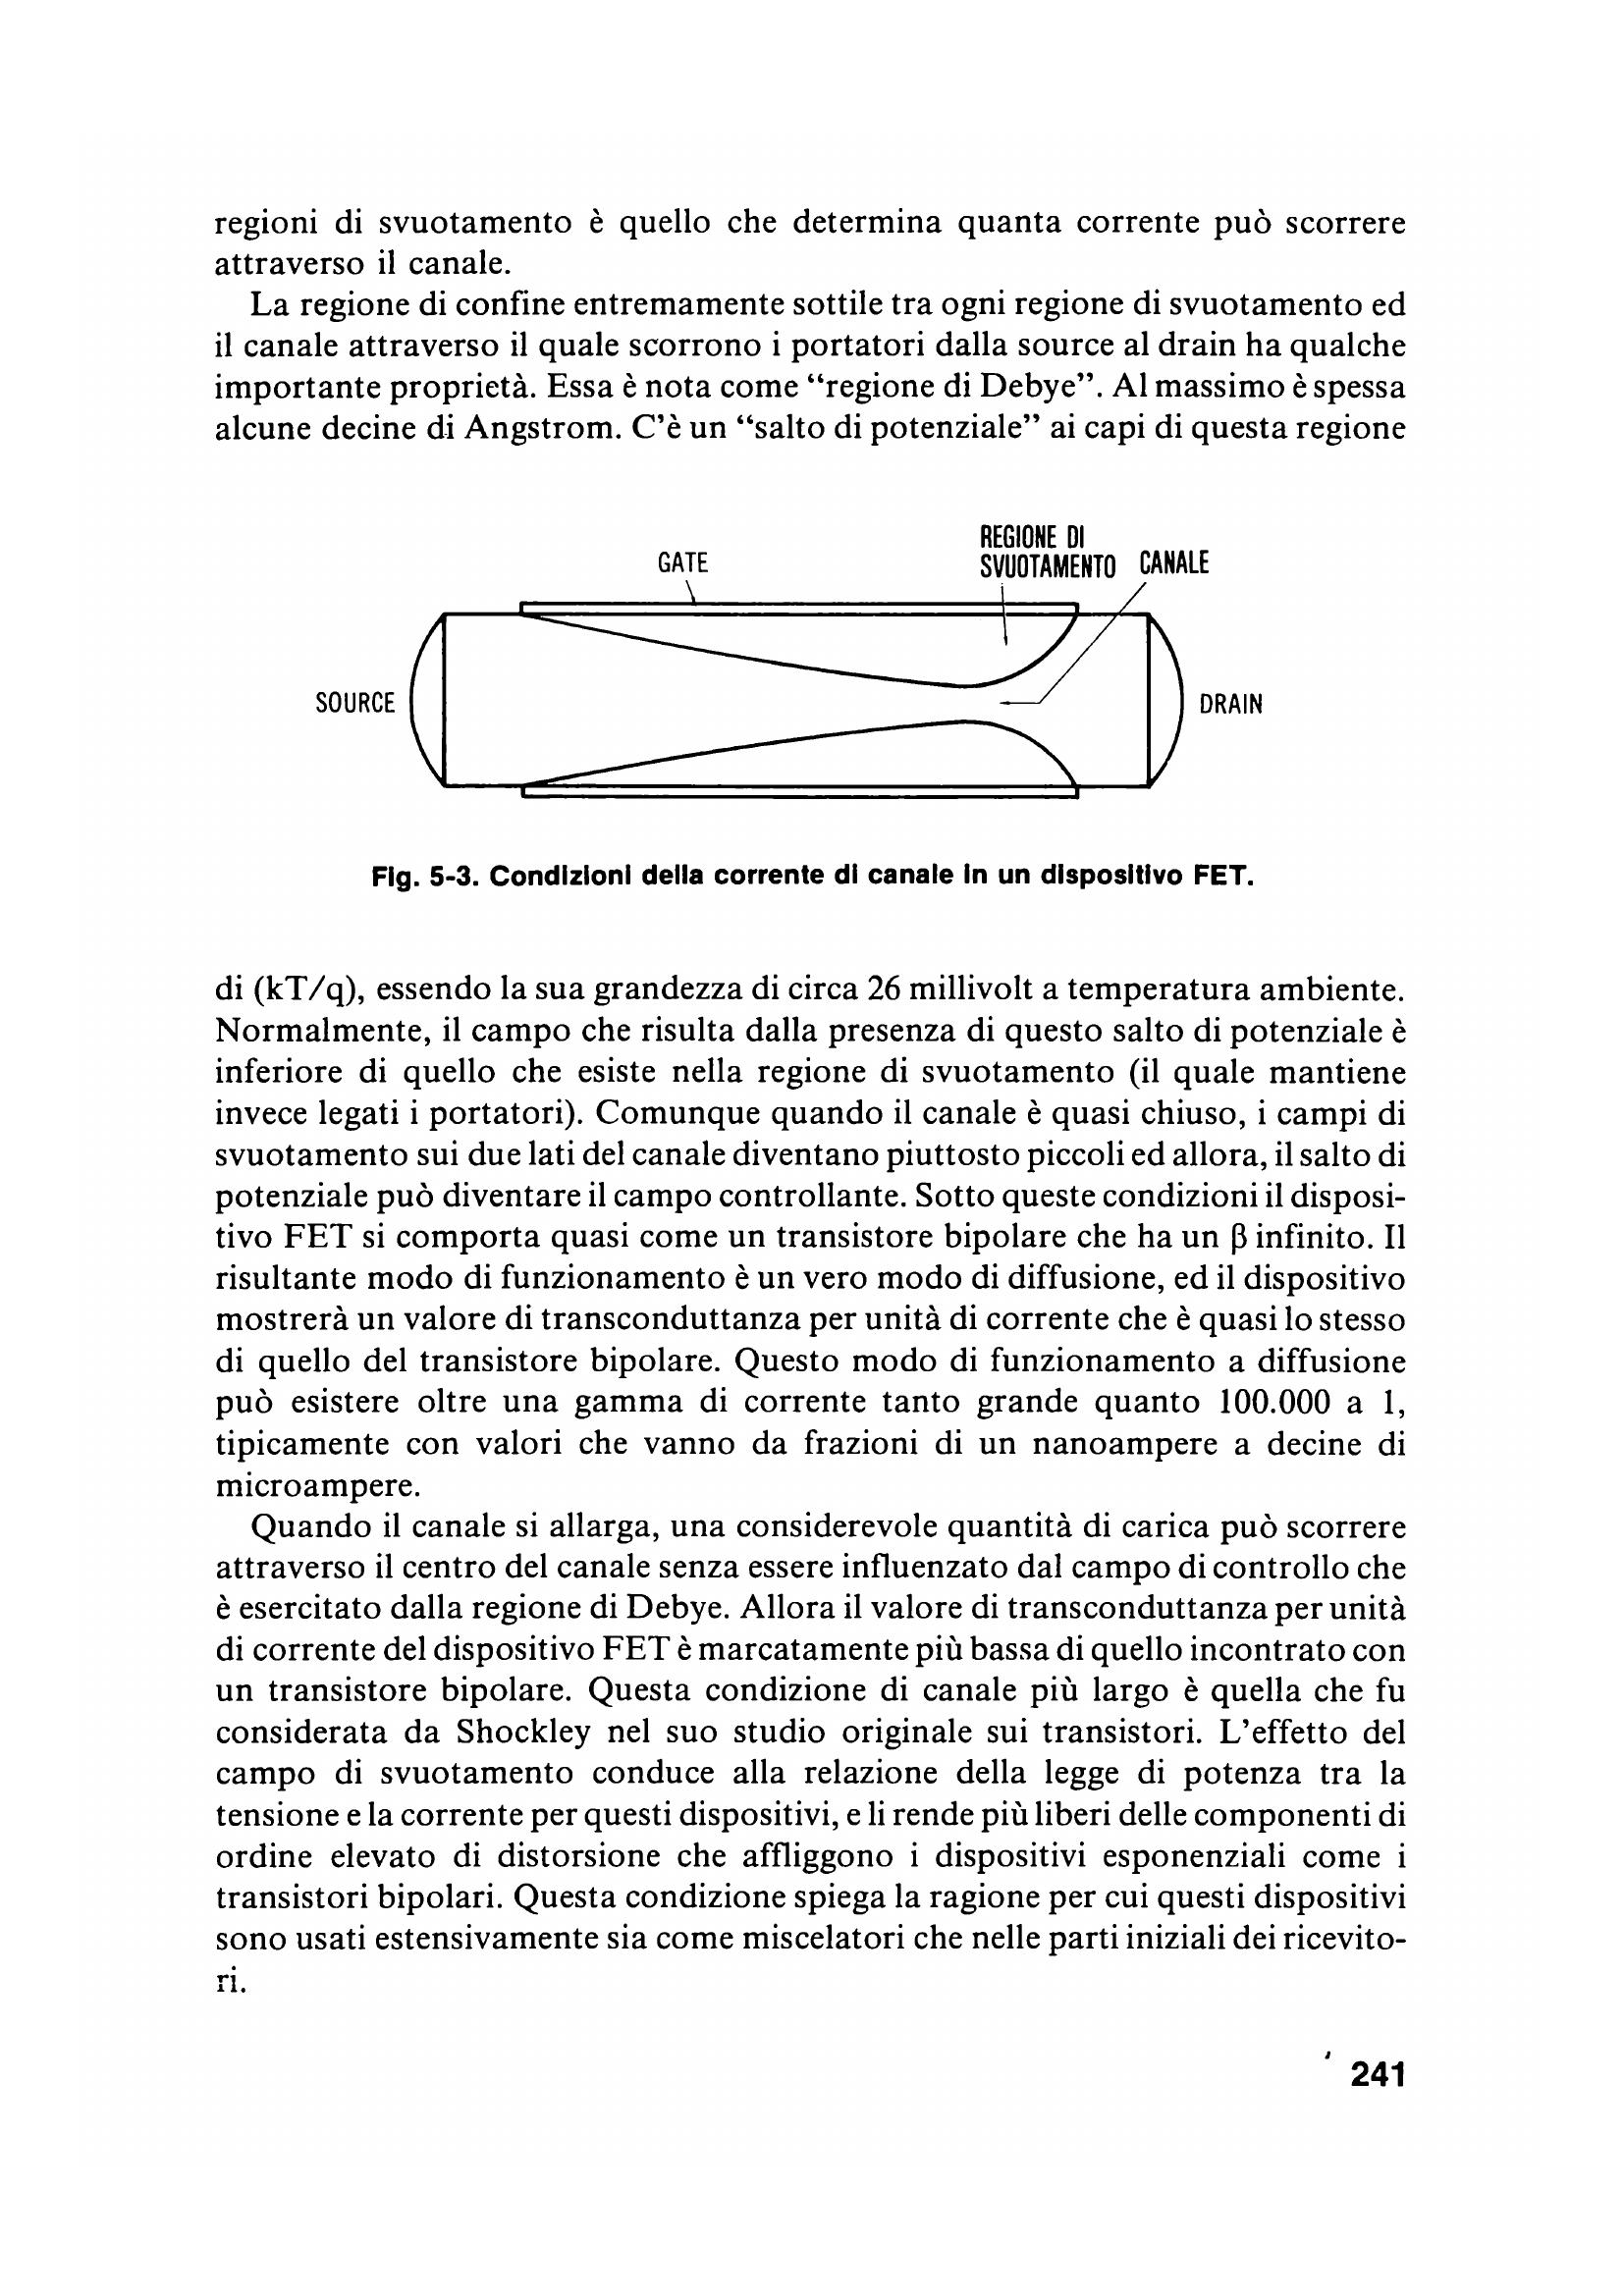 regioni di svuotamento è quello che determina quanta corrente può scorrere
attraverso il canale.
La regione di confine entremamente sottile tra ogni regione di svuotamento ed
il canale attraverso il quale scorrono i portatori dalla source al drain ha qualche
importante proprietà. Essa è nota come “regione di Debye”. Al massimo è spessa
alcune decine di Angstrom. C’è un “salto di potenziale” ai capi di questa regione
REGIONE DI
GATE SVUOTAMENTO CANALE
SOURCE DRAIN
Fig. 5-3. Condizioni della corrente di canale in un dispositivo FET.
di (kT/q), essendo la sua grandezza di circa 26 millivolt a temperatura ambiente.
Normalmente, il campo che risulta dalla presenza di questo salto di potenziale è
inferiore di quello che esiste nella regione di svuotamento (il quale mantiene
invece legati i portatori). Comunque quando il canale è quasi chiuso, i campi di
svuotamento sui due lati del canale diventano piuttosto piccoli ed allora, il salto di
potenziale può diventare il campo controllante. Sotto queste condizioni il disposi-
tivo FET si comporta quasi come un transistore bipolare che ha un β infinito. Il
risultante modo di funzionamento è un vero modo di diffusione, ed il dispositivo
mostrerà un valore di transconduttanza per unità di corrente che è quasi lo stesso
di quello del transistore bipolare. Questo modo di funzionamento a diffusione
può esistere oltre una gamma di corrente tanto grande quanto 100.000 a 1,
tipicamente con valori che vanno da frazioni di un nanoampere a decine di
microampere.
Quando il canale si allarga, una considerevole quantità di carica può scorrere
attraverso il centro del canale senza essere influenzato dal campo di controllo che
è esercitato dalla regione di Debye. Allora il valore di transconduttanza per unità
di corrente del dispositivo FET è marcatamente più bassa di quello incontrato con
un transistore bipolare. Questa condizione di canale più largo è quella che fu
considerata da Shockley nel suo studio originale sui transistori. L’effetto del
campo di svuotamento conduce alla relazione della legge di potenza tra la
tensione e la corrente per questi dispositivi, e li rende più liberi delle componenti di
ordine elevato di distorsione che affliggono i dispositivi esponenziali come i
transistori bipolari. Questa condizione spiega la ragione per cui questi dispositivi
sono usati estensivamente sia come miscelatori che nelle parti iniziali dei ricevito-
ri.
241